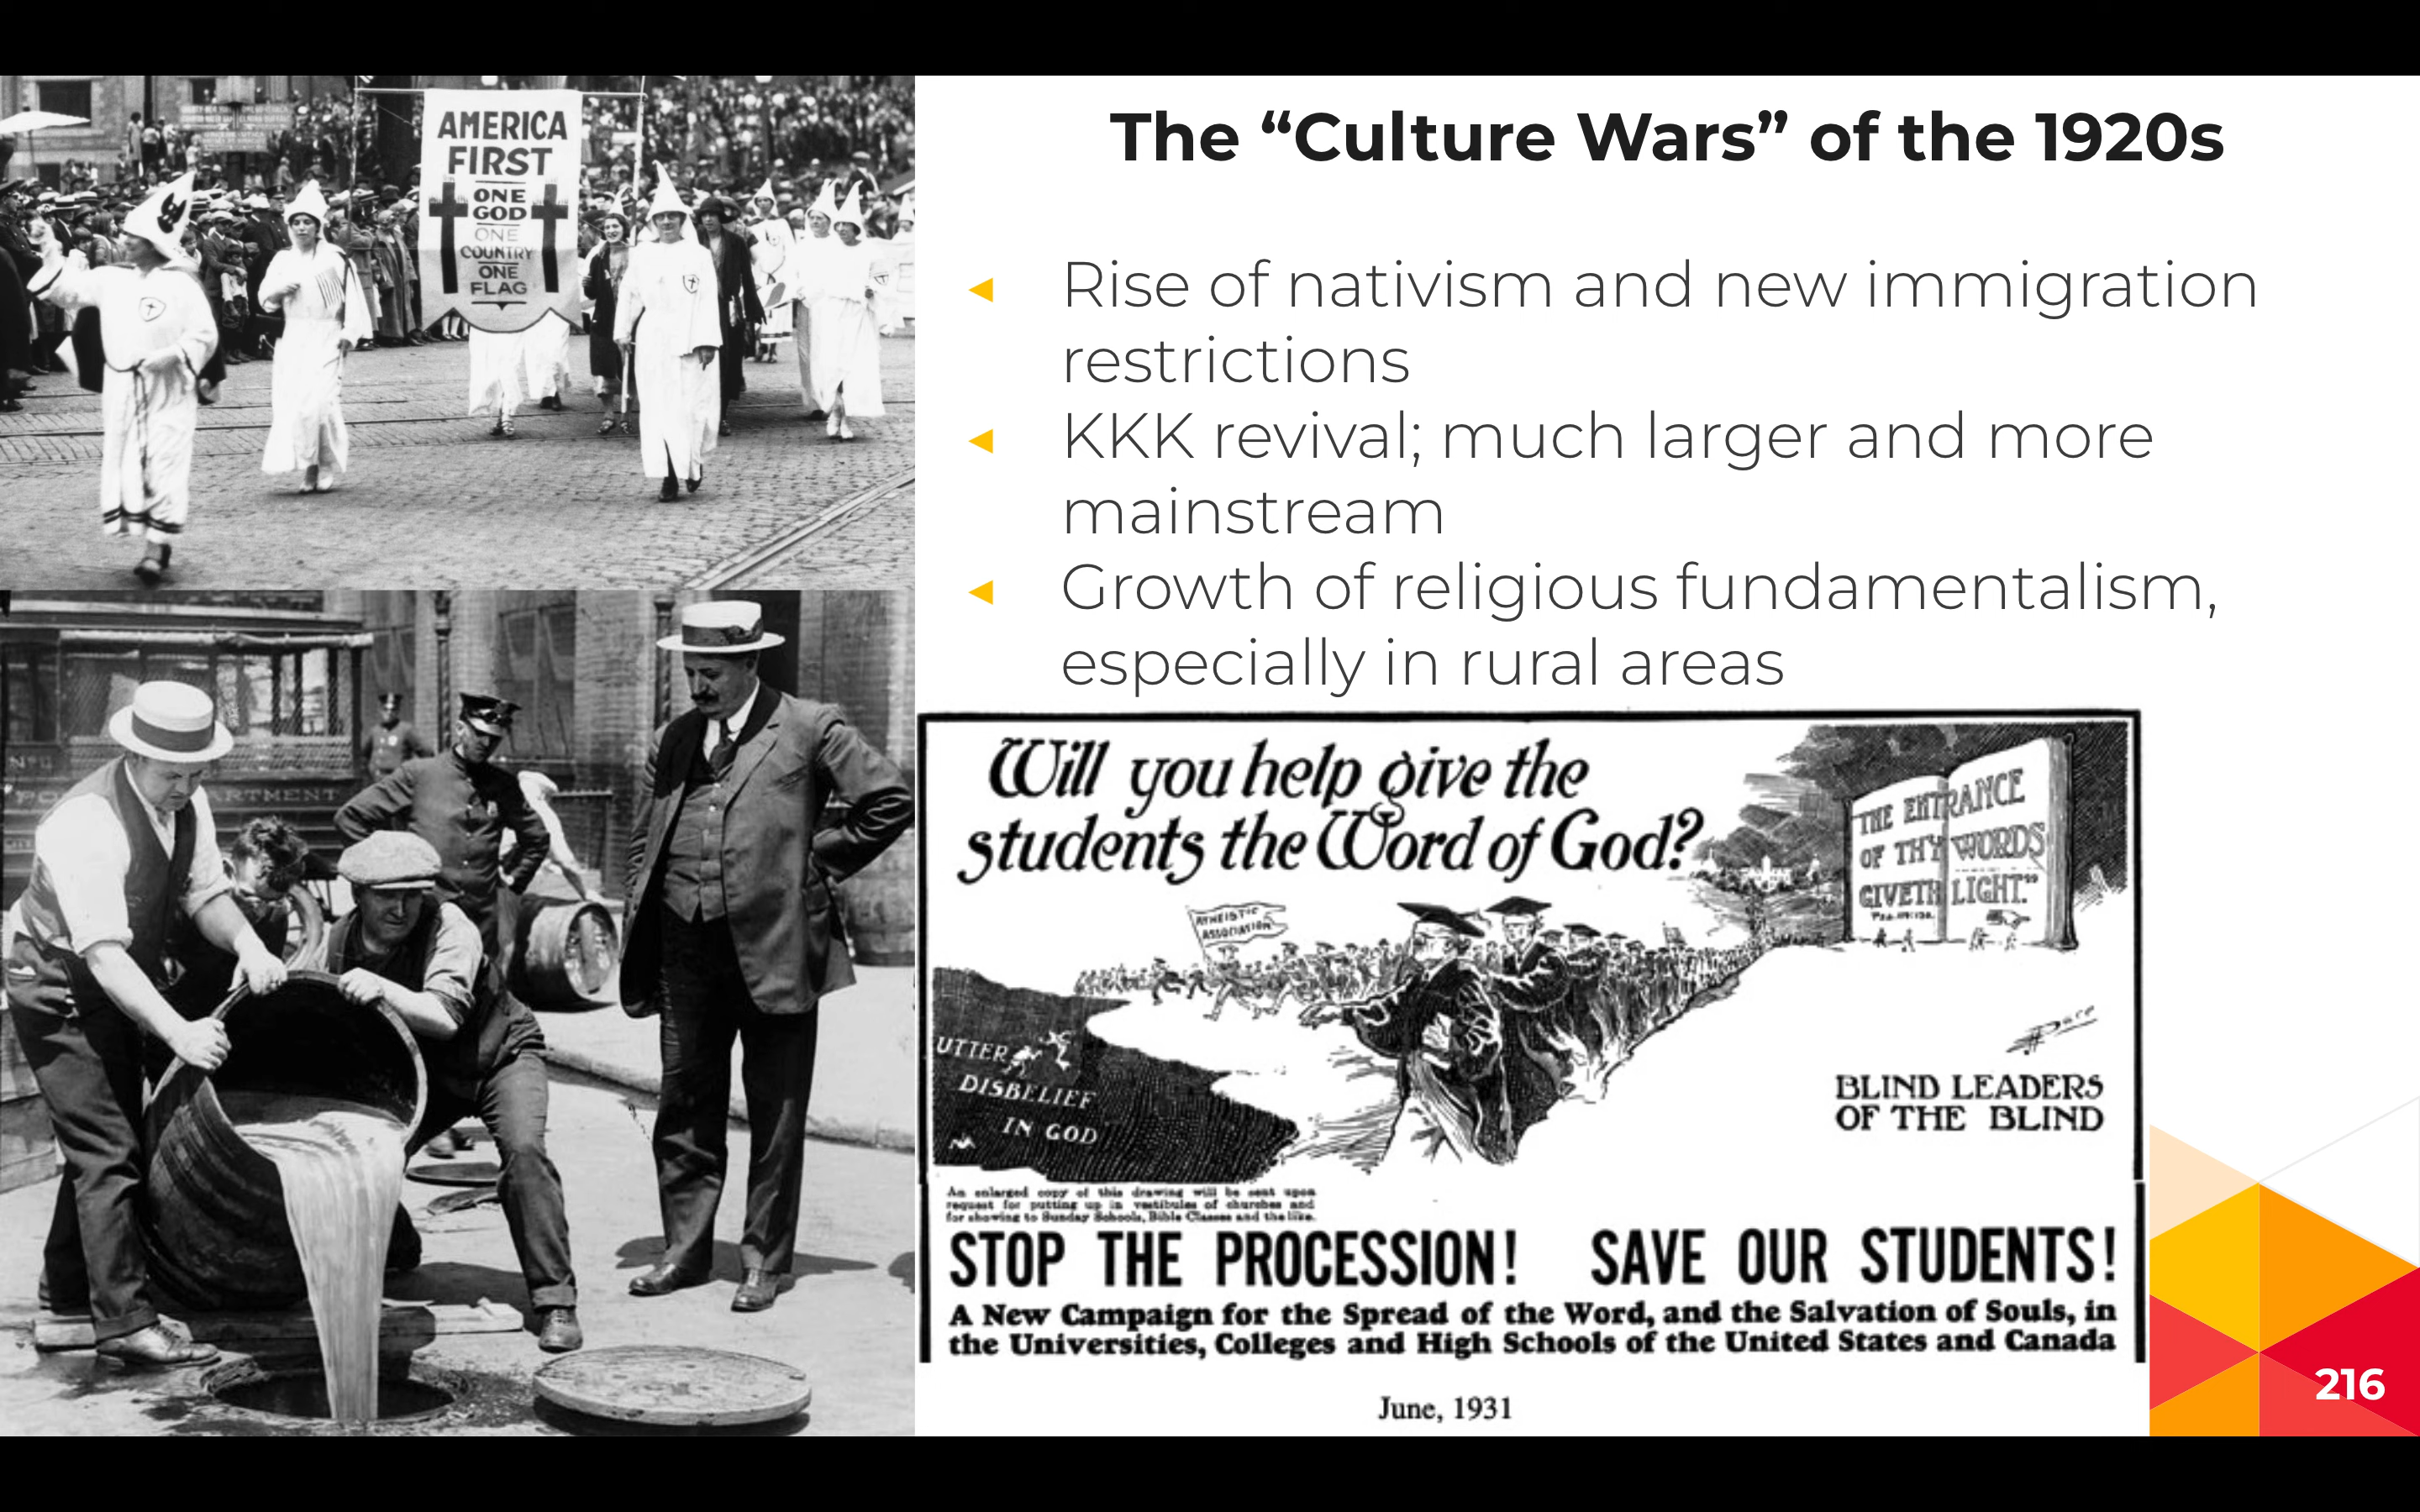 The “Culture Wars” of the 1920s
◄ Rise of nativism and new immigration
restrictions
◄ KKK revival; much larger and more
mainstream
◄ Growth of religious fundamentalism,
especially in rural areas
AMERICA
FIRST
ONE
GOD
ONE
COUNTRY
ONE
FLAG
Will you help give the
students the Word of God?
THE ENTRANCE
OF THY WORDS
GIVETH LIGHT."
ATHEISTIC
ASSOCIATION
UTTER
DISBELIEF
IN GOD
BLIND LEADERS
OF THE BLIND
An enlarged copy of this drawing will be sent upon
request for putting up in vestibules of churches and
for showing to Sunday Schools, Bible Classes and the like.
STOP THE PROCESSION! SAVE OUR STUDENTS!
A New Campaign for the Spread of the Word, and the Salvation of Souls, in
the Universities, Colleges and High Schools of the United States and Canada
June, 1931
216